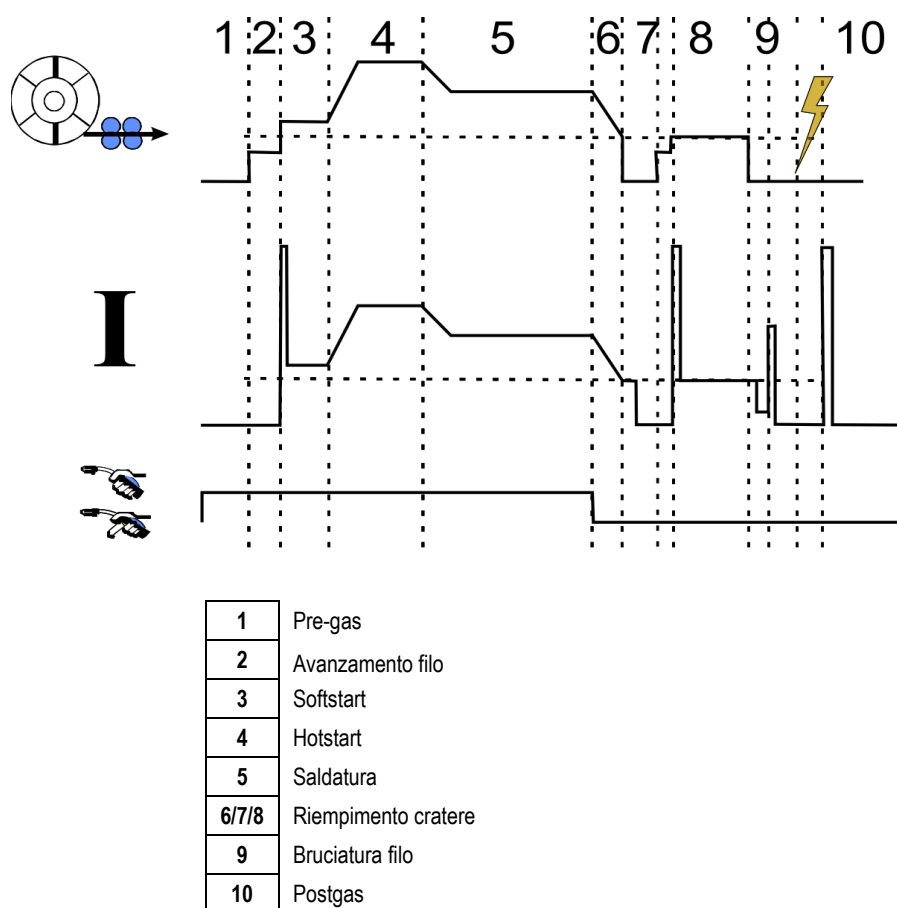 1 2 3 4 5 6 7 8 9 10
I
1 Pre-gas
2 Avanzamento filo
3 Softstart
4 Hotstart
5 Saldatura
6/7/8 Riempimento cratere
9 Bruciatura filo
10 Postgas